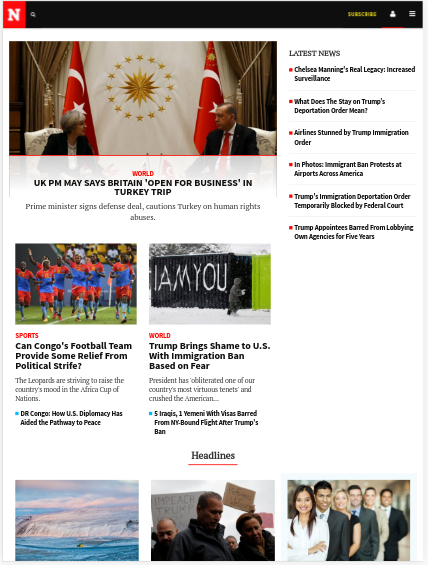 N
SUBSCRIBE
WORLD
UK PM MAY SAYS BRITAIN 'OPEN FOR BUSINESS' IN
TURKEY TRIP
Prime minister signs defense deal, cautions Turkey on human rights
abuses.
LATEST NEWS
Chelsea Manning's Real Legacy: Increased
Surveillance
What Does The Stay on Trump's
Deportation Order Mean?
Airlines Stunned by Trump Immigration
Order
In Photos: Immigrant Ban Protests at
Airports Across America
Trump's Immigration Deportation Order
Temporarily Blocked by Federal Court
Trump Appointees Barred From Lobbying
Own Agencies for Five Years
IAMYOU
SPORTS
Can Congo's Football Team
Provide Some Relief From
Political Strife?
The Leopards are striving to raise the
country's mood in the Africa Cup of
Nations.
DR Congo: How U.S. Diplomacy Has
Aided the Pathway to Peace
WORLD
Trump Brings Shame to U.S.
With Immigration Ban
Based on Fear
President has 'obliterated one of our
country's most virtuous tenets' and
crushed the American...
5 Iraqis, 1 Yemeni With Visas Barred
From NY-Bound Flight After Trump's
Ban
Headlines
IMPEACH
TRUMP